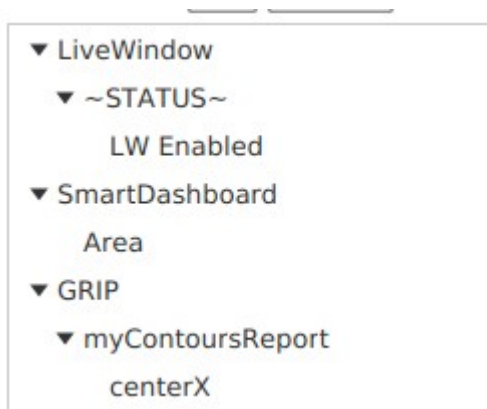 LiveWindow
~STATUS~
LW Enabled
SmartDashboard
Area
GRIP
myContoursReport
centerX